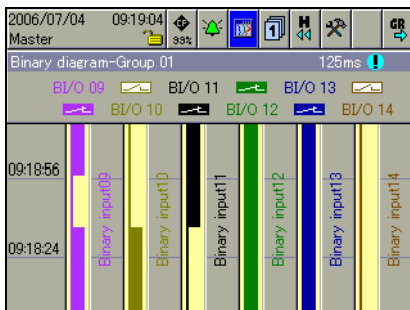 2006/07/04 09:19:04 99% H GR
Master
Binary diagram-Group 01 125ms
BI/O 09 BI/O 11 BI/O 13
BI/O 10 BI/O 12 BI/O 14
09:18:56
09:18:24
Binary input09
Binary input10
Binary input11
Binary input12
Binary input13
Binary input14